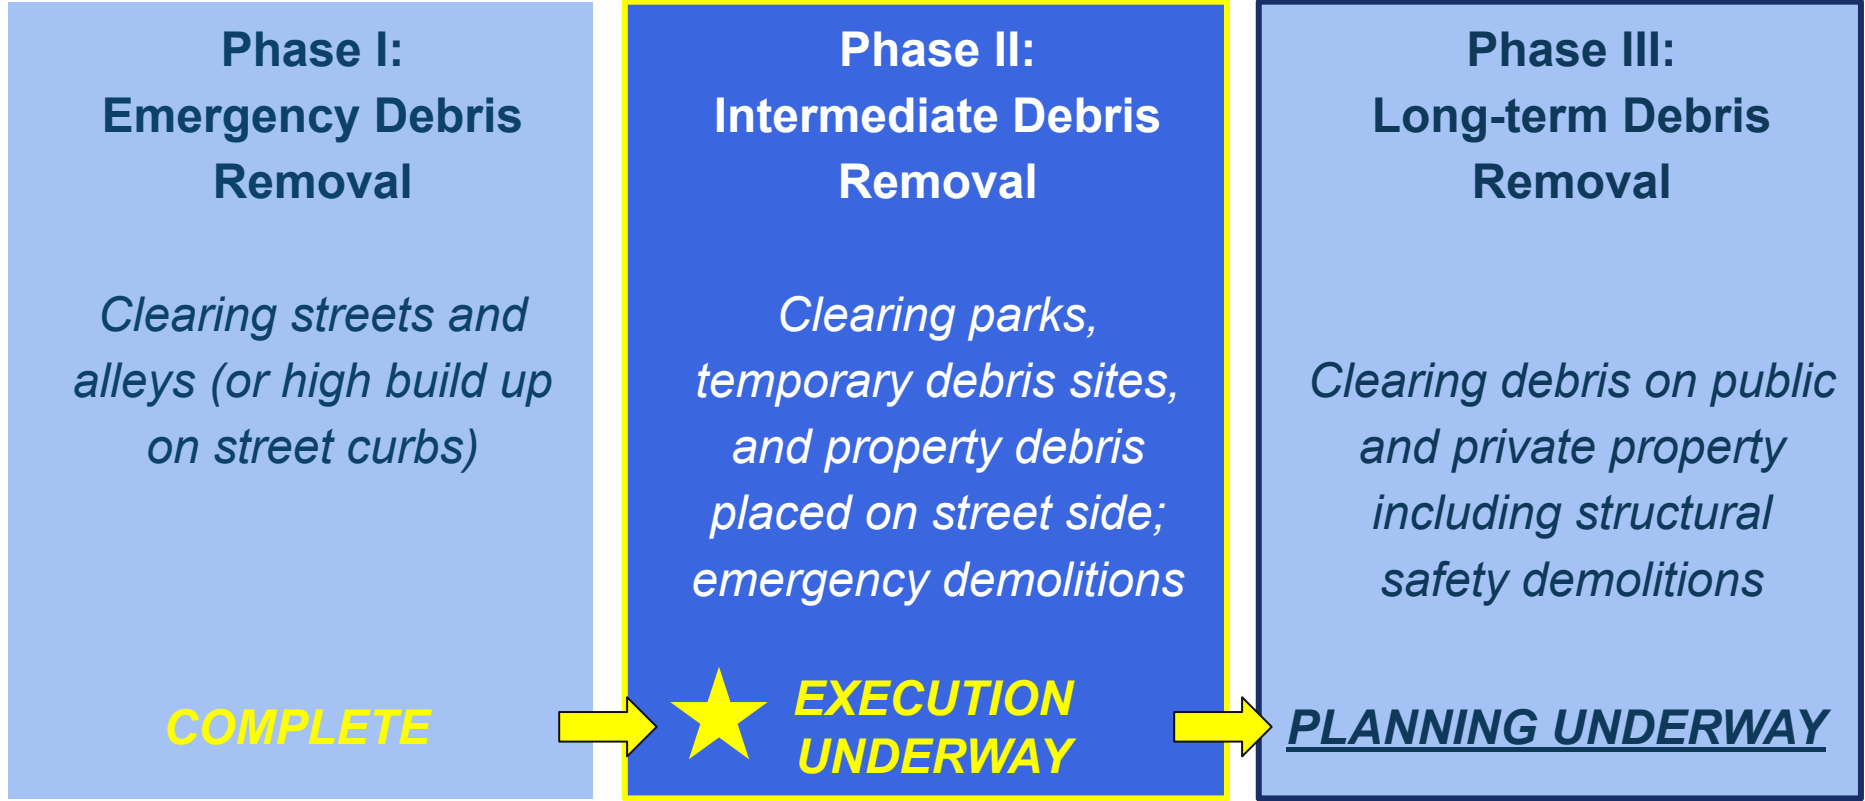 Phase I:
Emergency Debris
Removal
Clearing streets and
alleys (or high build up
on street curbs)
COMPLETE
Phase II:
Intermediate Debris
Removal
Clearing parks,
temporary debris sites,
and property debris
placed on street side;
emergency demolitions
EXECUTION
UNDERWAY
Phase III:
Long-term Debris
Removal
Clearing debris on public
and private property
including structural
safety demolitions
PLANNING UNDERWAY